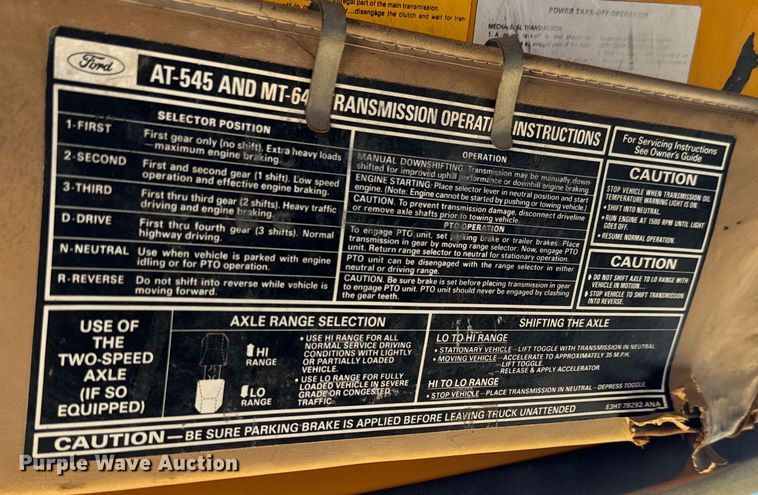 egal part of the main transmission.
disengage the clutch and wait for tran-
POWER TAKE-OFF OPERATION
MECHANICAL TRANSMISSION
Ford
AT-545 AND MT-64 TRANSMISSION OPERAT INSTRUCTIONS
SELECTOR POSITION
1-FIRST
First gear only (no shift). Extra heavy loads
—maximum engine braking.
2-SECOND
First and second gear (1 shift). Low speed
operation and effective engine braking.
3-THIRD
First thru third gear (2 shifts). Heavy traffic
driving and engine braking.
D-DRIVE
First thru fourth gear (3 shifts). Normal
highway driving.
N-NEUTRAL
Use when vehicle is parked with engine
idling or for PTO operation.
R-REVERSE
Do not shift into reverse while vehicle is
moving forward.
OPERATION
MANUAL DOWNSHIFTING. Transmission may be manually down
shifted for improved uphill performance or downhill engine braking
ENGINE STARTING: Place selector lever in neutral position and start
engine. (Note: Engine cannot be started by pushing or towing vehicle.)
CAUTION. To prevent transmission damage, disconnect driveline
or remove axle shafts prior to towing vehicle.
PTO OPERATION
To engage PTO unit, set parking brake or trailer brakes. Place
transmission in gear by moving range selector. Now, engage PTO
unit. Return range selector to neutral for stationary operation.
PTO unit can be disengaged with the range selector in either
neutral or driving range.
CAUTION. Be sure brake is set before placing transmission in gear
to engage PTO unit. PTO unit should never be engaged by clashing
the gear teeth.
For Servicing Instructions
See Owner's Guide
CAUTION
STOP VEHICLE WHEN TRANSMISSION OIL
TEMPERATURE WARNING LIGHT IS ON.
• SHIFT INTO NEUTRAL.
• RUN ENGINE AT 1500 RPM UNTIL LIGHT
GOES OFF.
• RESUME NORMAL OPERATION.
CAUTION
• DO NOT SHIFT AXLE TO LO RANGE WITH
VEHICLE IN MOTION...
• STOP VEHICLE TO SHIFT TRANSMISSION
INTO REVERSE.
USE OF
THE
TWO-SPEED
AXLE
(IF SO
EQUIPPED)
AXLE RANGE SELECTION
HI
RANGE
LO
RANGE
• USE HI RANGE FOR ALL
NORMAL SERVICE DRIVING
CONDITIONS WITH LIGHTLY
OR PARTIALLY LOADED
VEHICLE.
• USE LO RANGE FOR FULLY
LOADED VEHICLE IN SEVERE
GRADE OR CONGESTED
TRAFFIC.
SHIFTING THE AXLE
LO TO HI RANGE
• STATIONARY VEHICLE – LIFT TOGGLE WITH TRANSMISSION IN NEUTRAL.
• MOVING VEHICLE – ACCELERATE TO APPROXIMATELY 35 M.P.H.
– LIFT TOGGLE.
– RELEASE & APPLY ACCELERATOR.
HI TO LO RANGE
• STOP VEHICLE – PLACE TRANSMISSION IN NEUTRAL – DEPRESS TOGGLE.
E3HT 7B292 ANA
CAUTION — BE SURE PARKING BRAKE IS APPLIED BEFORE LEAVING TRUCK UNATTENDED
Purple Wave Auction